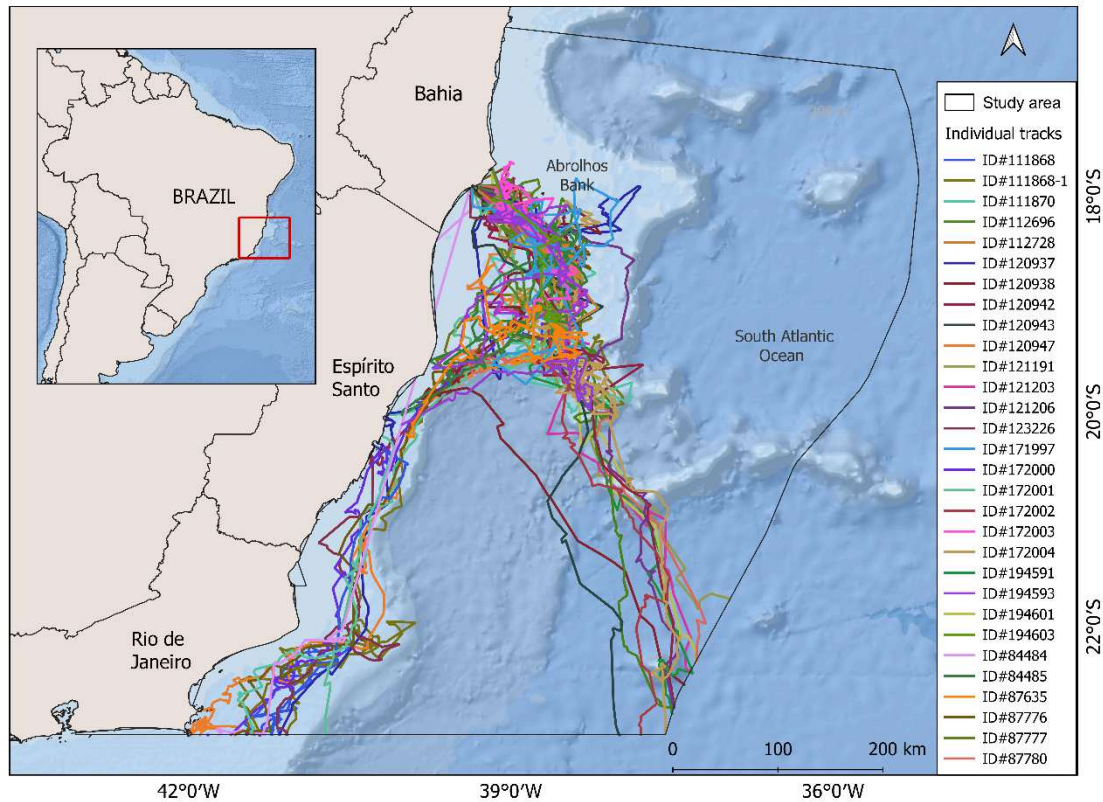 BRAZIL
Bahia
Abrolhos
Bank
Espírito
Santo
South Atlantic
Ocean
Rio de
Janeiro
0 100 200 km
Study area
Individual tracks
ID#111868
ID#111868-1
ID#111870
ID#112696
ID#112728
ID#120937
ID#120938
ID#120942
ID#120943
ID#120947
ID#121191
ID#121203
ID#121206
ID#123226
ID#171997
ID#172000
ID#172001
ID#172002
ID#172003
ID#172004
ID#194591
ID#194593
ID#194601
ID#194603
ID#84484
ID#84485
ID#87635
ID#87776
ID#87777
ID#87780
18°0'S
20°0'S
22°0'S
42°0'W 39°0'W 36°0'W